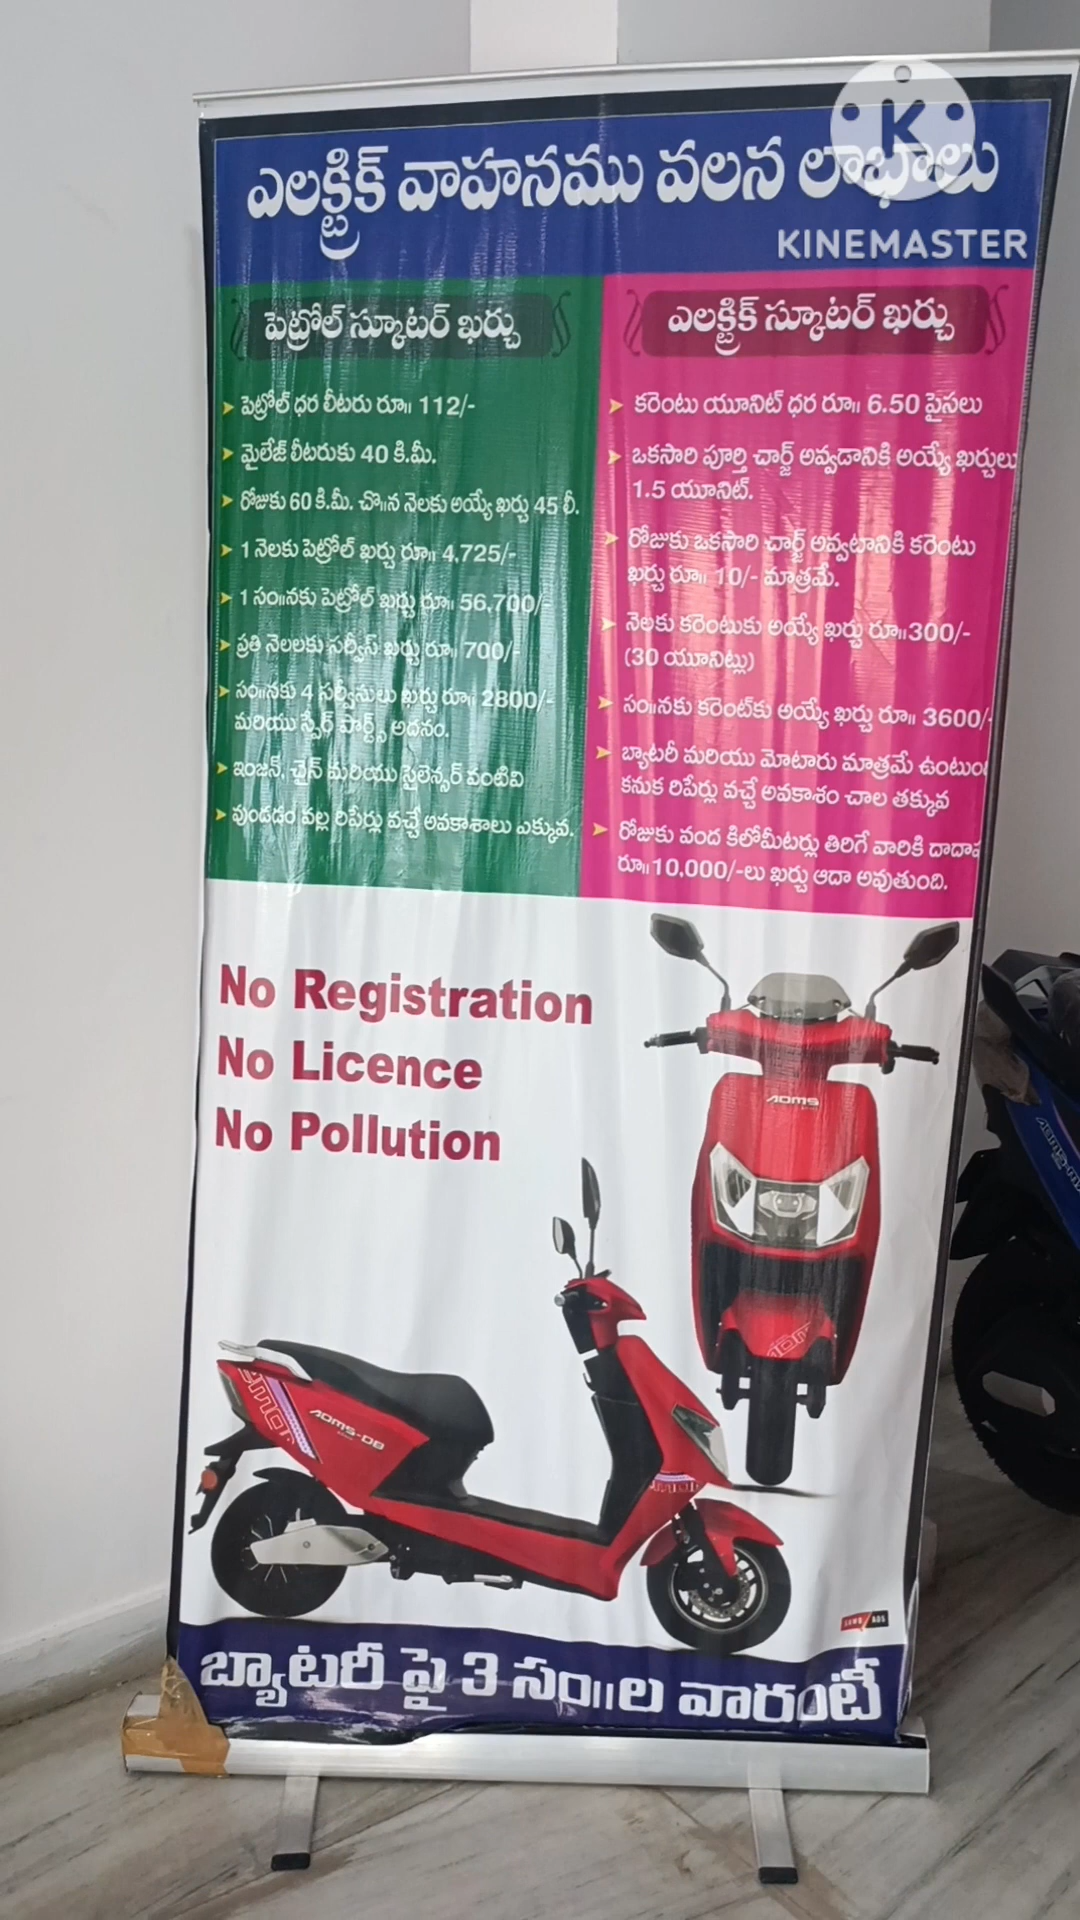 ఎలక్ట్రిక్ వాహనము వలన లాభాలు
K
KINEMASTER
పెట్రోల్ స్కూటర్ ఖర్చు
పెట్రోల్ ధర లీటరు రూ॥ 112/-
మైలేజ్ లీటరుకు 40 కి.మీ.
రోజుకు 60 కి.మీ. చొ॥న నెలకు అయ్యే ఖర్చు 45 లీ.
1 నెలకు పెట్రోల్ ఖర్చు రూ॥ 4,725/-
1 సం॥నకు పెట్రోల్ ఖర్చు రూ॥ 56,700/-
ప్రతి నెలలకు సర్వీస్ ఖర్చు రూ॥ 700/-
సం॥నకు 4 సర్వీసులు ఖర్చు రూ॥ 2800/-
మరియు స్పేర్ పార్ట్స్ అదనం.
ఇంజన్, చైన్ మరియు సైలెన్సర్ వంటివి
వుండడం వల్ల రిపేర్లు వచ్చే అవకాశాలు ఎక్కువ.
ఎలక్ట్రిక్ స్కూటర్ ఖర్చు
కరెంటు యూనిట్ ధర రూ॥ 6.50 పైసలు
ఒకసారి పూర్తి చార్జ్ అవ్వడానికి అయ్యే ఖర్చులు
1.5 యూనిట్.
రోజుకు ఒకసారి చార్జ్ అవ్వటానికి కరెంటు
ఖర్చు రూ॥ 10/- మాత్రమే.
నెలకు కరెంటుకు అయ్యే ఖర్చు రూ॥300/-
(30 యూనిట్లు)
సం॥నకు కరెంట్‌కు అయ్యే ఖర్చు రూ॥ 3600/-
బ్యాటరీ మరియు మోటారు మాత్రమే
కనుక రిపేర్లు వచ్చే అవకాశం చాల తక్కువ
రోజుకు వంద కిలోమీటర్లు తిరిగే వారికి
రూ॥10,000/-లు ఖర్చు ఆదా అవుతుంది.
No Registration
No Licence
No Pollution
AOMS
AOMS-DB
బ్యాటరీ పై 3 సం॥ల వారంటీ